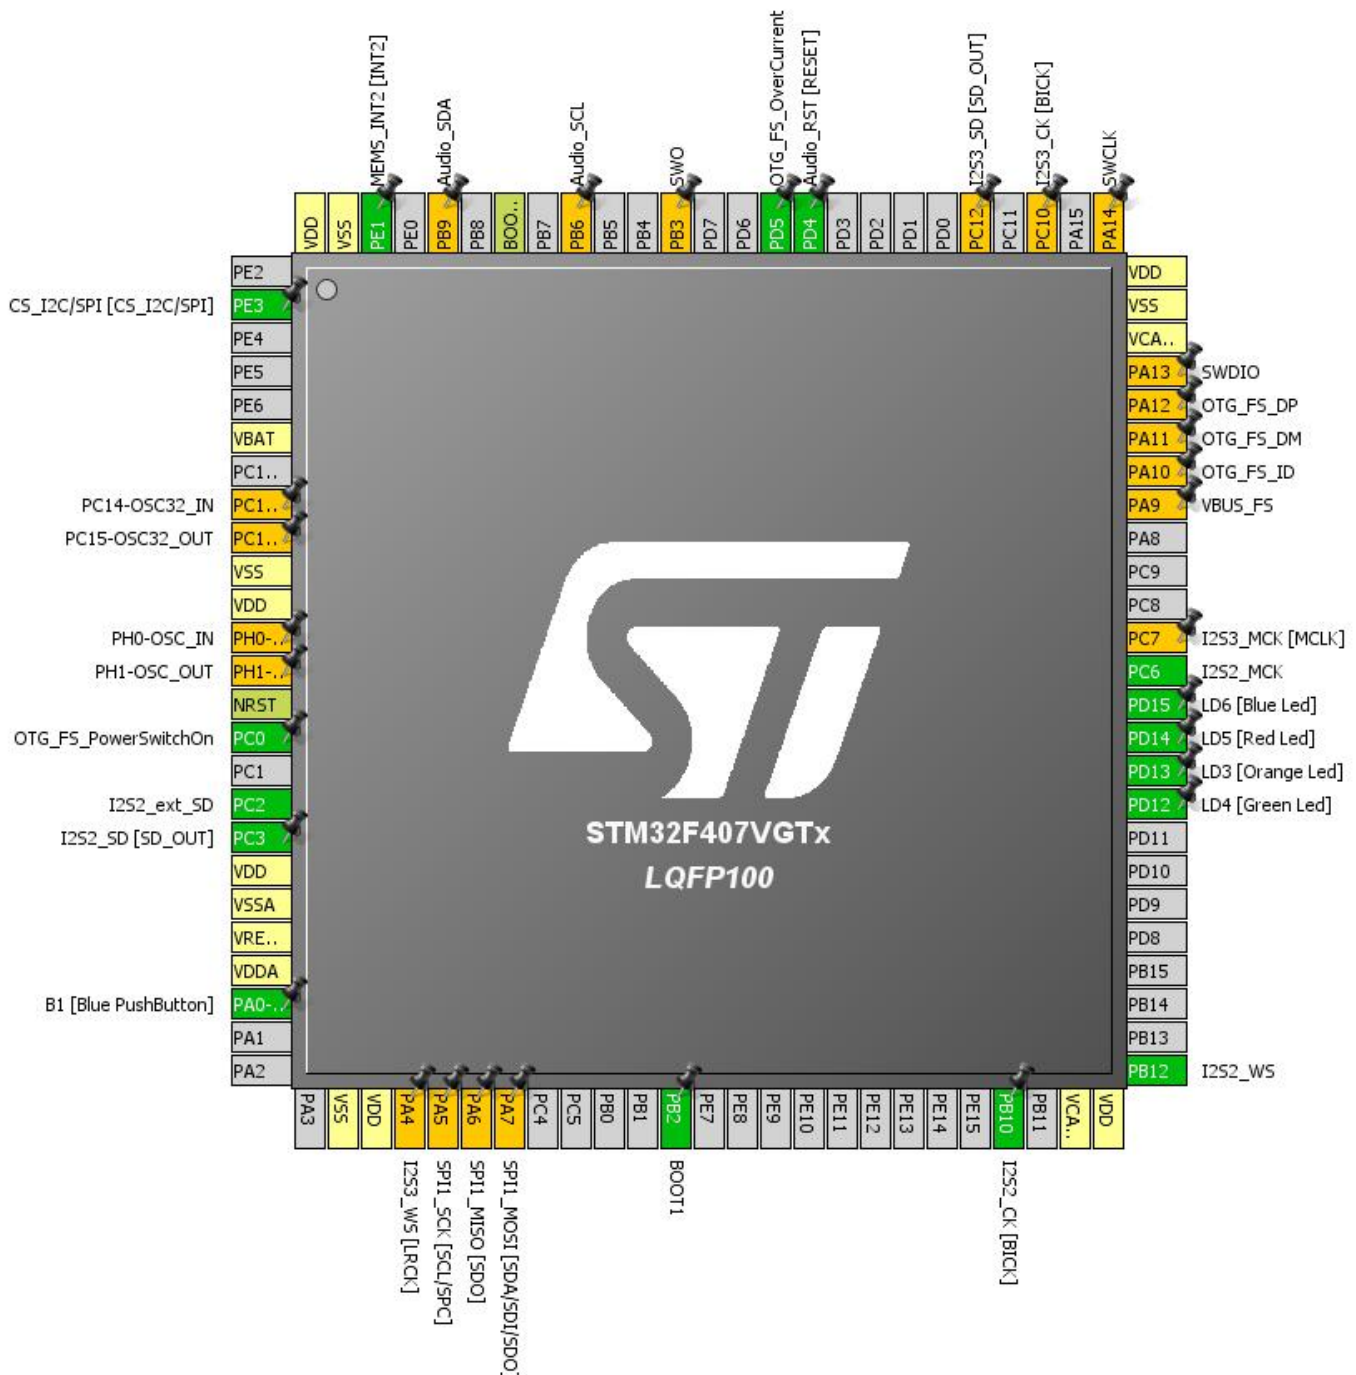 MEMS_INT2 [INT2]
Audio_SDA
Audio_SCL
SWO
OTG_FS_OverCurrent
Audio_RST [RESET]
I2S3_SD [SD_OUT]
I2S3_CK [BICK]
SWCLK
VDD
VSS
PE1
PE0
PB9
PB8
BOO..
PB7
PB6
PB5
PB4
PB3
PD7
PD6
PD5
PD4
PD3
PD2
PD1
PD0
PC12
PC11
PC10
PA15
PA14
PE2
CS_I2C/SPI [CS_I2C/SPI] PE3
PE4
PE5
PE6
VBAT
PC1..
PC14-OSC32_IN PC1..
PC15-OSC32_OUT PC1..
VSS
VDD
PH0-OSC_IN PH0-..
PH1-OSC_OUT PH1-..
NRST
OTG_FS_PowerSwitchOn PC0
PC1
I2S2_ext_SD PC2
I2S2_SD [SD_OUT] PC3
VDD
VSSA
VRE..
VDDA
B1 [Blue PushButton] PA0-..
PA1
PA2
ST
STM32F407VGTx
LQFP100
VDD
VSS
VCA..
PA13 SWDIO
PA12 OTG_FS_DP
PA11 OTG_FS_DM
PA10 OTG_FS_ID
PA9 VBUS_FS
PA8
PC9
PC8
PC7 I2S3_MCK [MCLK]
PC6 I2S2_MCK
PD15 LD6 [Blue Led]
PD14 LD5 [Red Led]
PD13 LD3 [Orange Led]
PD12 LD4 [Green Led]
PD11
PD10
PD9
PD8
PB15
PB14
PB13
PB12 I2S2_WS
PA3
VSS
VDD
PA4
PA5
PA6
PA7
PC4
PC5
PB0
PB1
PB2
PE7
PE8
PE9
PE10
PE11
PE12
PE13
PE14
PE15
PB10
PB11
VCA..
VDD
I2S3_WS [LRCK]
SPI1_SCK [SCL/SPC]
SPI1_MISO [SDO]
SPI1_MOSI [SDA/SDI/SDO]
BOOT1
I2S2_CK [BICK]